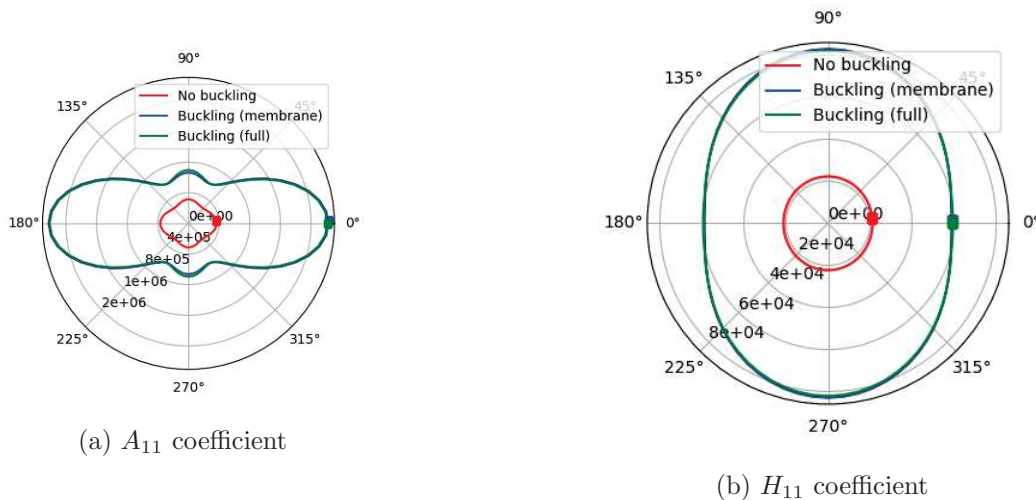 90°
135°
45°
No buckling
Buckling (membrane)
Buckling (full)
180°
0°
0e+00
4e+05
8e+05
1e+06
2e+06
225°
315°
270°
(a) A11 coefficient
90°
135°
45°
No buckling
Buckling (membrane)
Buckling (full)
180°
0°
0e+00
2e+04
4e+04
6e+04
8e+04
225°
315°
270°
(b) H11 coefficient